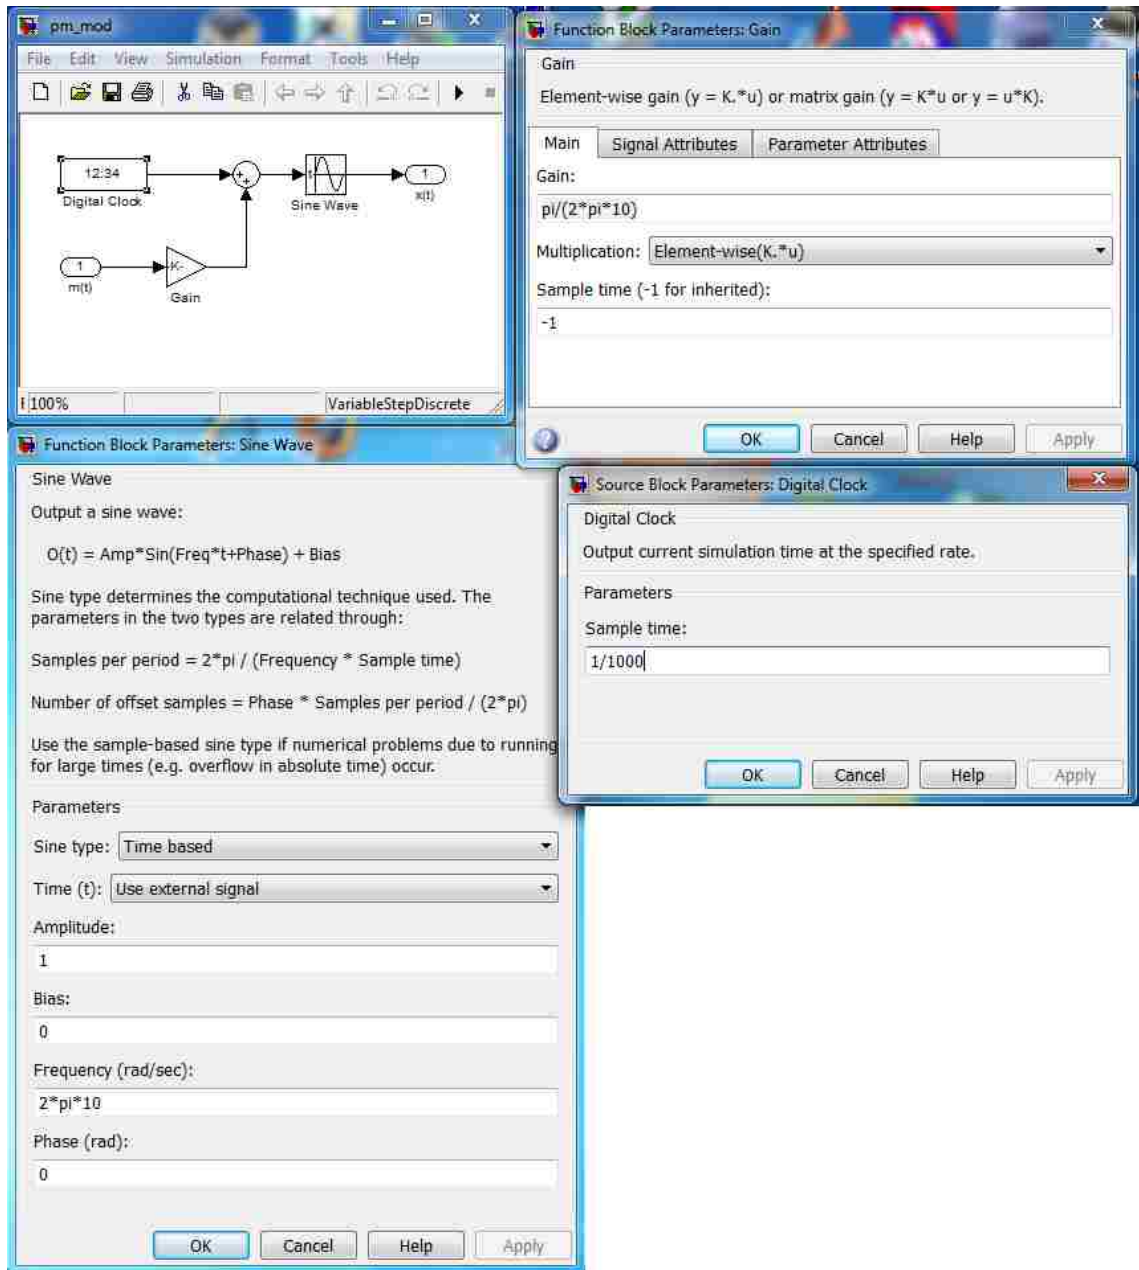 pm_mod
File Edit View Simulation Format Tools Help
12:34
Digital Clock
Sine Wave
1
x(t)
1
m(t)
-K-
Gain
100%
VariableStepDiscrete
Function Block Parameters: Gain
Gain
Element-wise gain (y = K.*u) or matrix gain (y = K*u or y = u*K).
Main Signal Attributes Parameter Attributes
Gain:
pi/(2*pi*10)
Multiplication: Element-wise(K.*u)
Sample time (-1 for inherited):
-1
OK Cancel Help Apply
Function Block Parameters: Sine Wave
Sine Wave
Output a sine wave:
O(t) = Amp*Sin(Freq*t+Phase) + Bias
Sine type determines the computational technique used. The
parameters in the two types are related through:
Samples per period = 2*pi / (Frequency * Sample time)
Number of offset samples = Phase * Samples per period / (2*pi)
Use the sample-based sine type if numerical problems due to running
for large times (e.g. overflow in absolute time) occur.
Parameters
Sine type: Time based
Time (t): Use external signal
Amplitude:
1
Bias:
0
Frequency (rad/sec):
2*pi*10
Phase (rad):
0
OK Cancel Help Apply
Source Block Parameters: Digital Clock
Digital Clock
Output current simulation time at the specified rate.
Parameters
Sample time:
1/1000
OK Cancel Help Apply